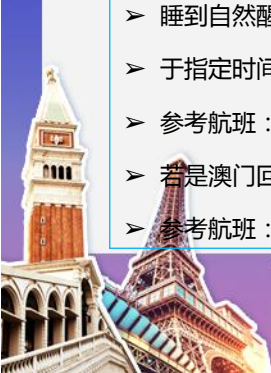 ➢ 睡到自然醒
➢ 于指定时间
➢ 参考航班：
➢ 若是澳门回
➢ 参考航班：